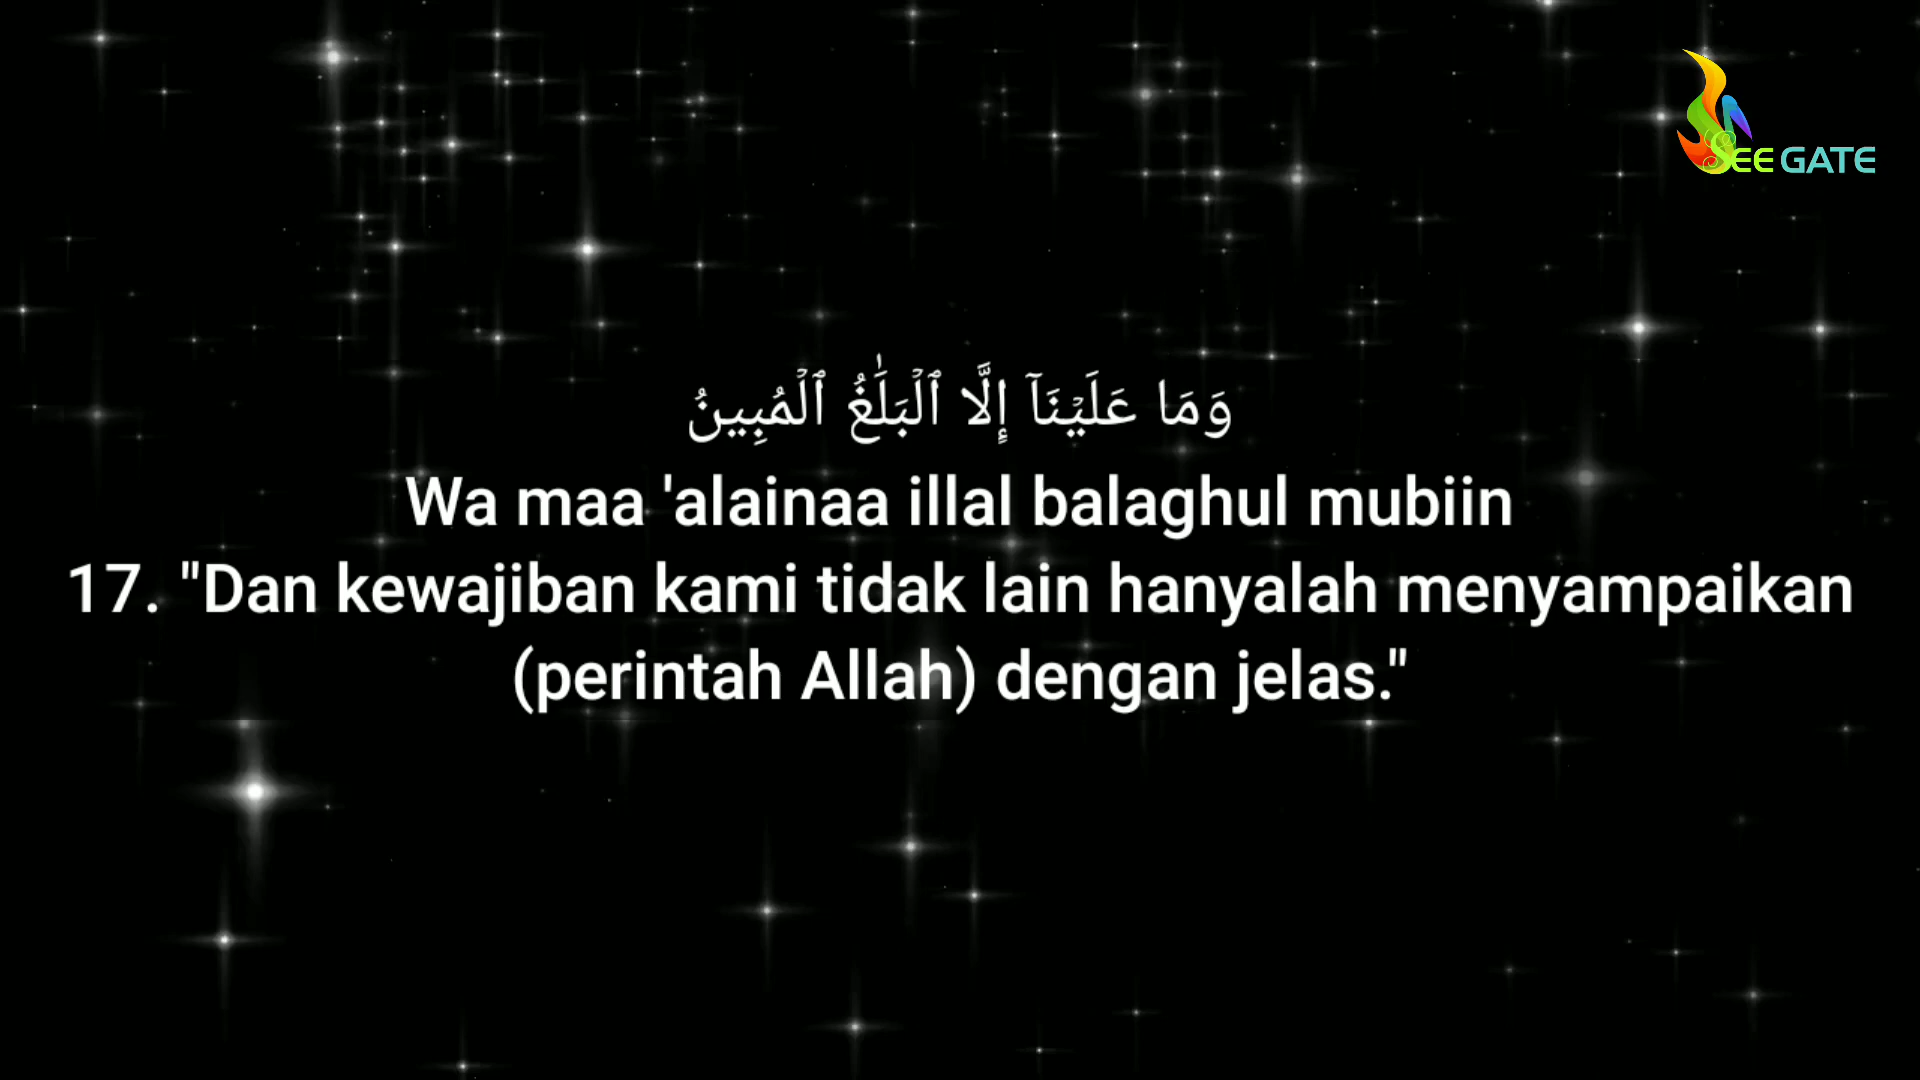 SEE GATE
وَمَا عَلَيْنَآ إِلَّا ٱلْبَلَٰغُ ٱلْمُبِينُ
Wa maa 'alainaa illal balaghul mubiin
17. "Dan kewajiban kami tidak lain hanyalah menyampaikan
(perintah Allah) dengan jelas."